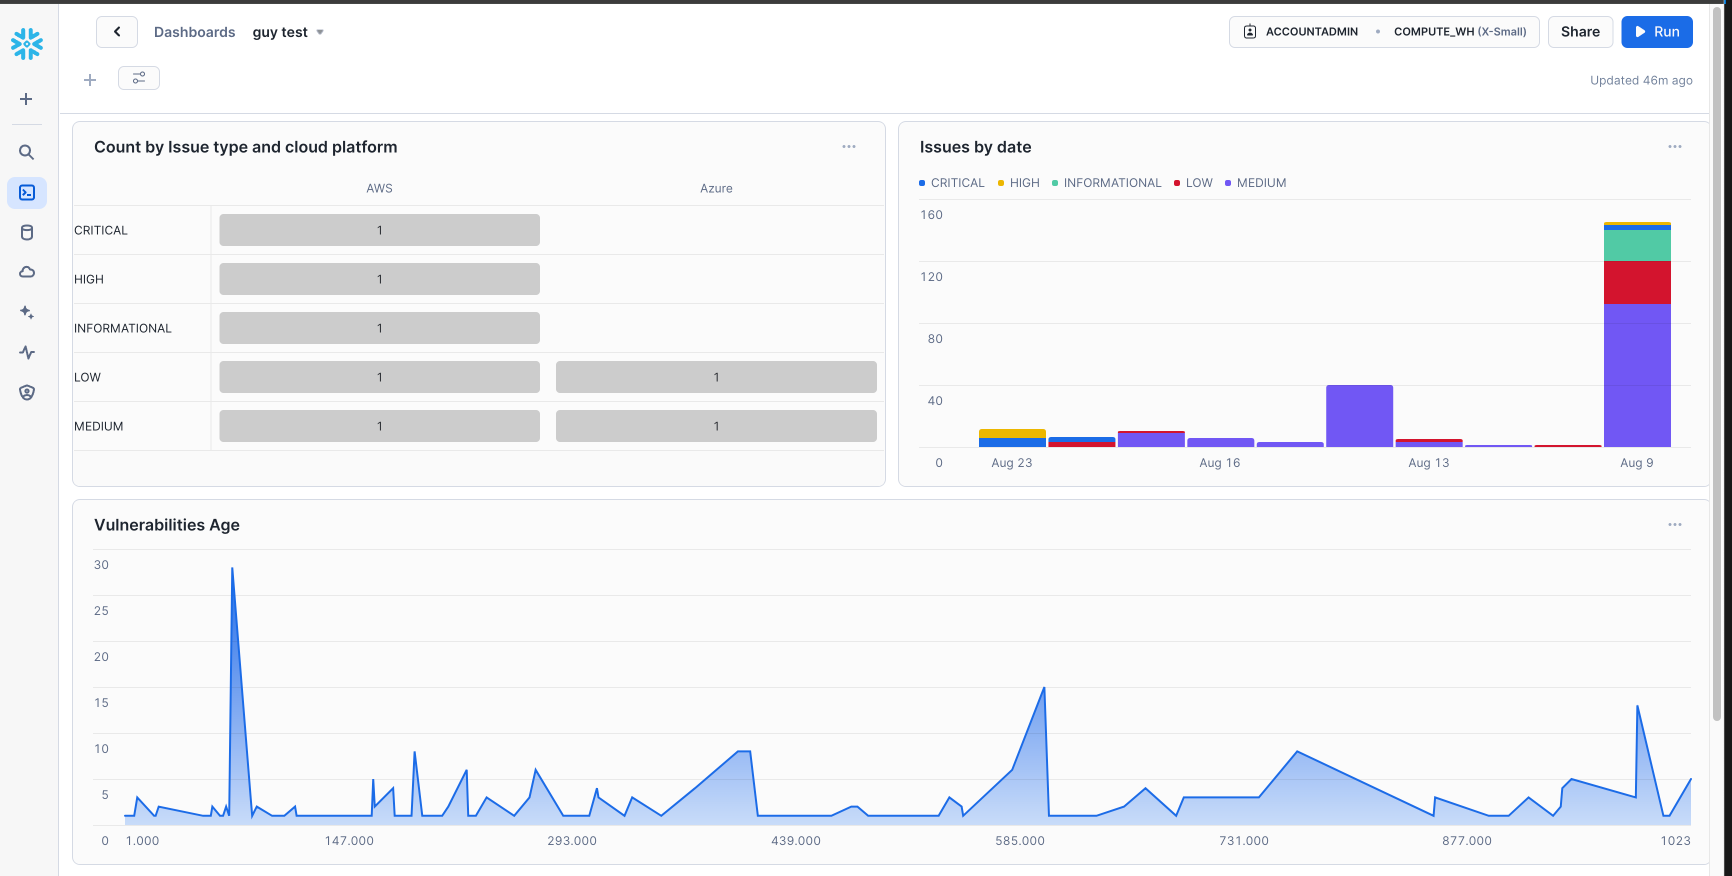 Dashboards guy test
ACCOUNTADMIN • COMPUTE_WH (X-Small) Share Run
Updated 46m ago
Count by Issue type and cloud platform
AWS Azure
CRITICAL 1
HIGH 1
INFORMATIONAL 1
LOW 1 1
MEDIUM 1 1
Issues by date
CRITICAL HIGH INFORMATIONAL LOW MEDIUM
160
120
80
40
0
Aug 23 Aug 16 Aug 13 Aug 9
Vulnerabilities Age
30
25
20
15
10
5
0
1.000 147.000 293.000 439.000 585.000 731.000 877.000 1023